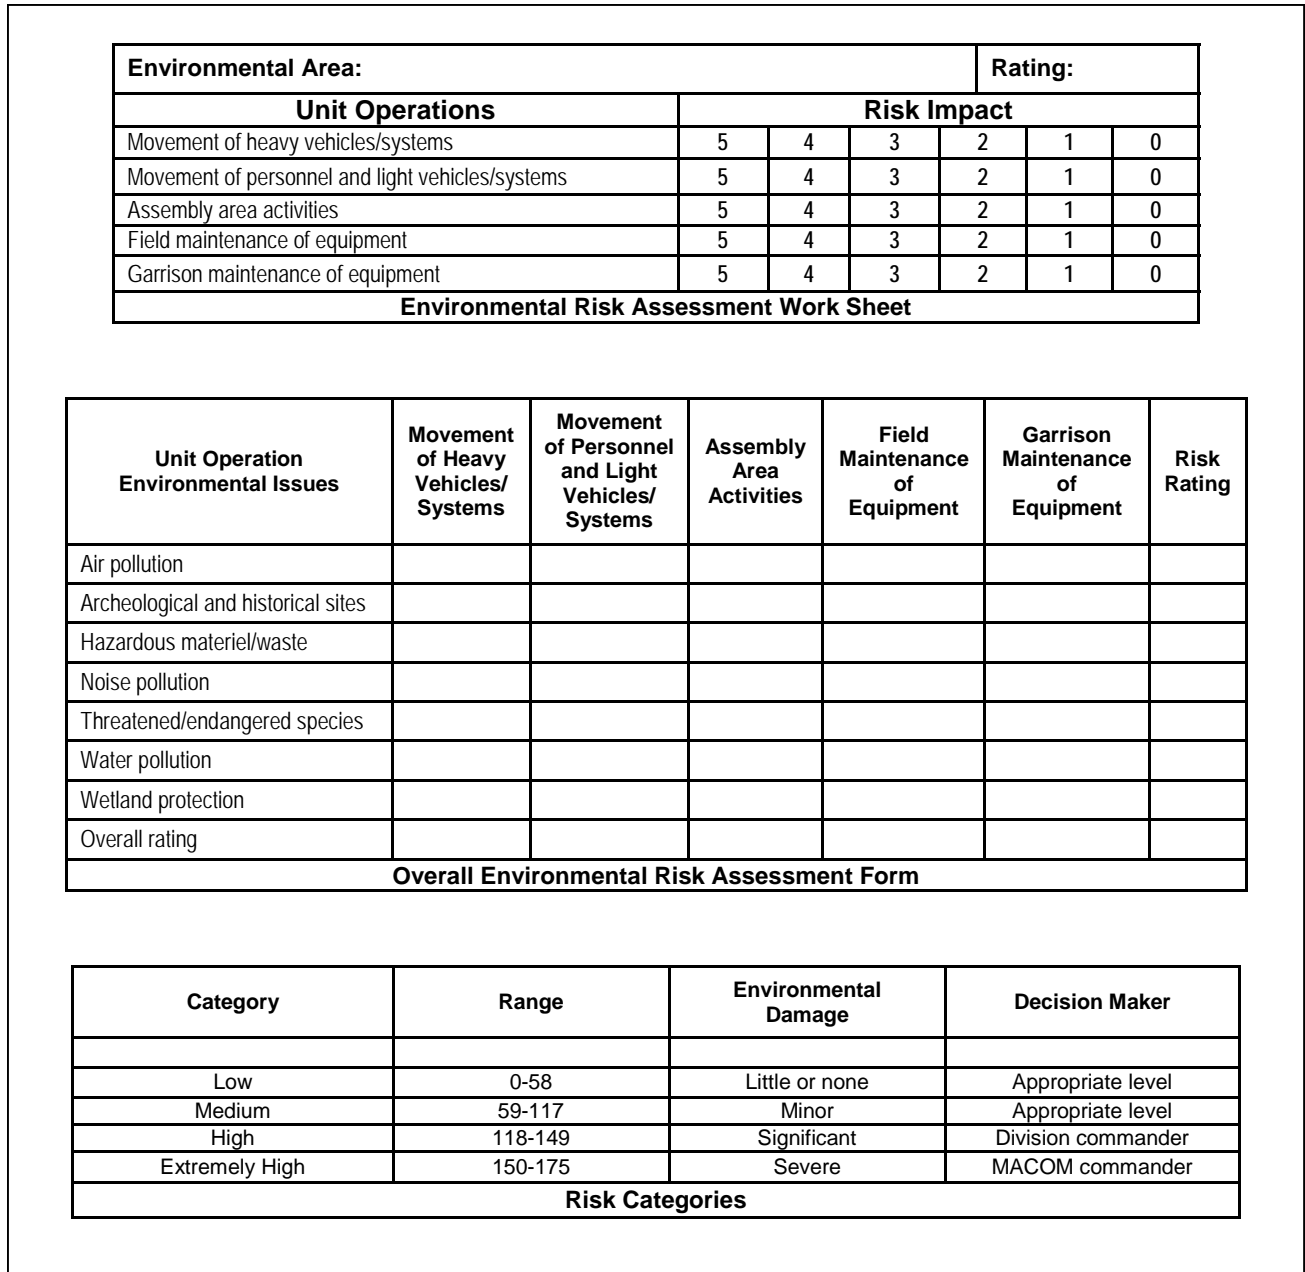 Environmental Area: Rating:
Unit Operations Risk Impact
Movement of heavy vehicles/systems 5 4 3 2 1 0
Movement of personnel and light vehicles/systems 5 4 3 2 1 0
Assembly area activities 5 4 3 2 1 0
Field maintenance of equipment 5 4 3 2 1 0
Garrison maintenance of equipment 5 4 3 2 1 0
Environmental Risk Assessment Work Sheet
Unit Operation
Environmental Issues
Movement
of Heavy
Vehicles/
Systems
Movement
of Personnel
and Light
Vehicles/
Systems
Assembly
Area
Activities
Field
Maintenance
of
Equipment
Garrison
Maintenance
of
Equipment
Risk
Rating
Air pollution
Archeological and historical sites
Hazardous materiel/waste
Noise pollution
Threatened/endangered species
Water pollution
Wetland protection
Overall rating
Overall Environmental Risk Assessment Form
Category
Range
Environmental
Damage
Decision Maker
Low 0-58 Little or none Appropriate level
Medium 59-117 Minor Appropriate level
High 118-149 Significant Division commander
Extremely High 150-175 Severe MACOM commander
Risk Categories